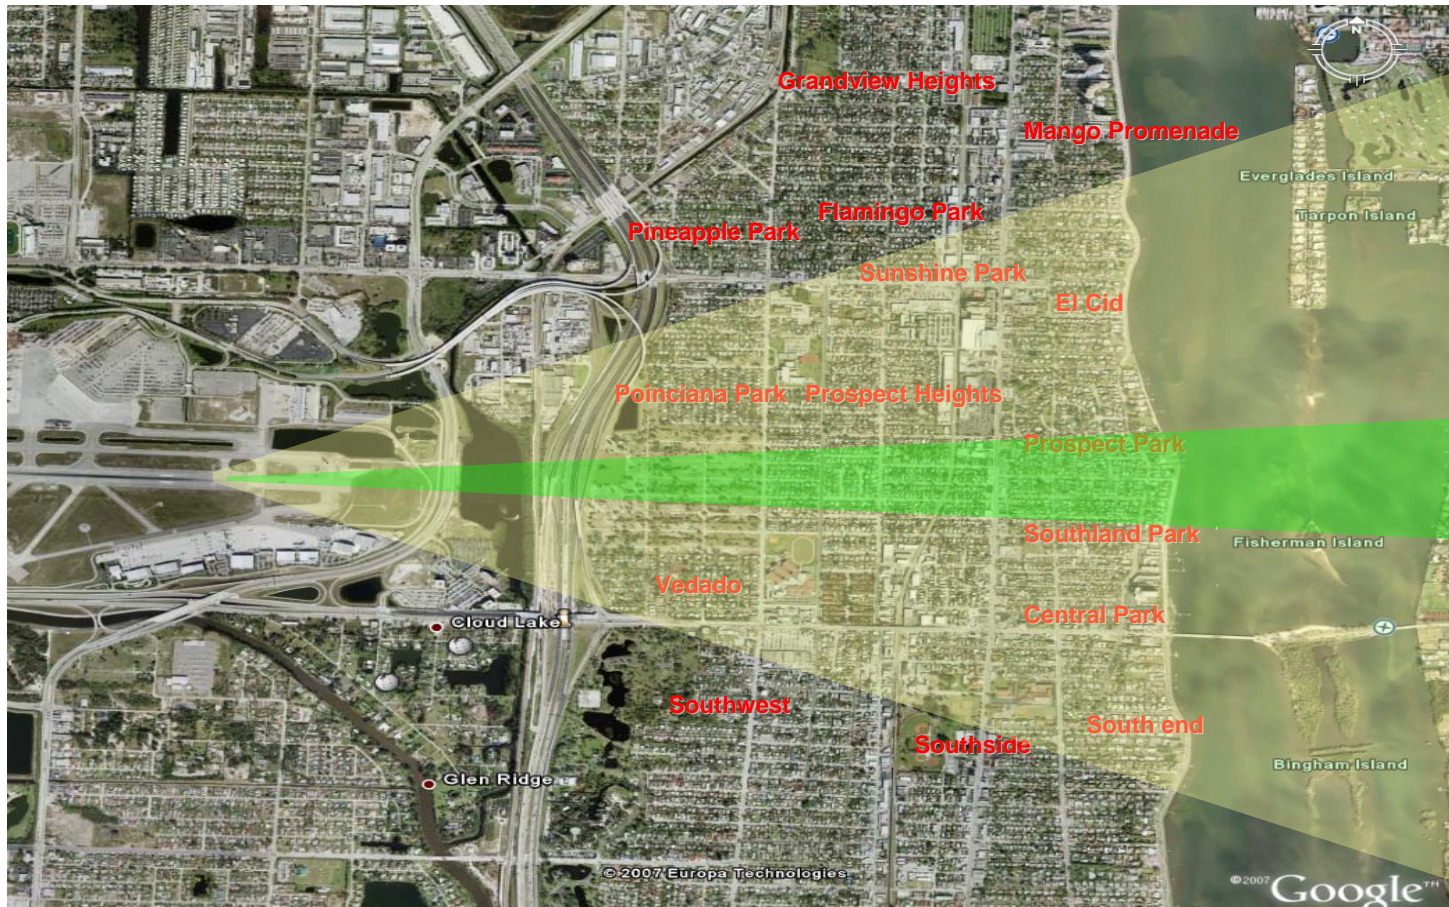 N
Grandview Heights
Mango Promenade
Everglades Island
Flamingo Park
Tarpon Island
Pineapple Park
Sunshine Park
El Cid
Poinciana Park
Prospect Heights
Prospect Park
Southland Park
Fisherman Island
Vedado
Central Park
Cloud Lake
Southwest
South end
Southside
Bingham Island
Glen Ridge
© 2007 Europa Technologies
©2007 Google™